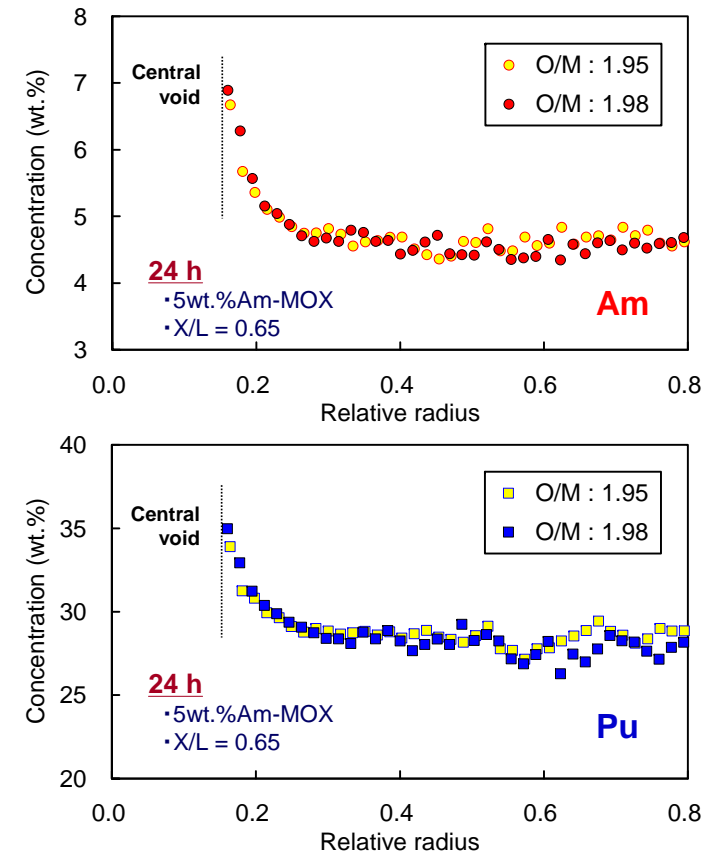 8
7
6
5
4
3
Concentration (wt.%)
Central
void
O/M : 1.95
O/M : 1.98
24 h
・5wt.%Am-MOX
・X/L = 0.65
Am
0.0 0.2 0.4 0.6 0.8
Relative radius
40
35
30
25
20
Concentration (wt.%)
Central
void
O/M : 1.95
O/M : 1.98
24 h
・5wt.%Am-MOX
・X/L = 0.65
Pu
0.0 0.2 0.4 0.6 0.8
Relative radius